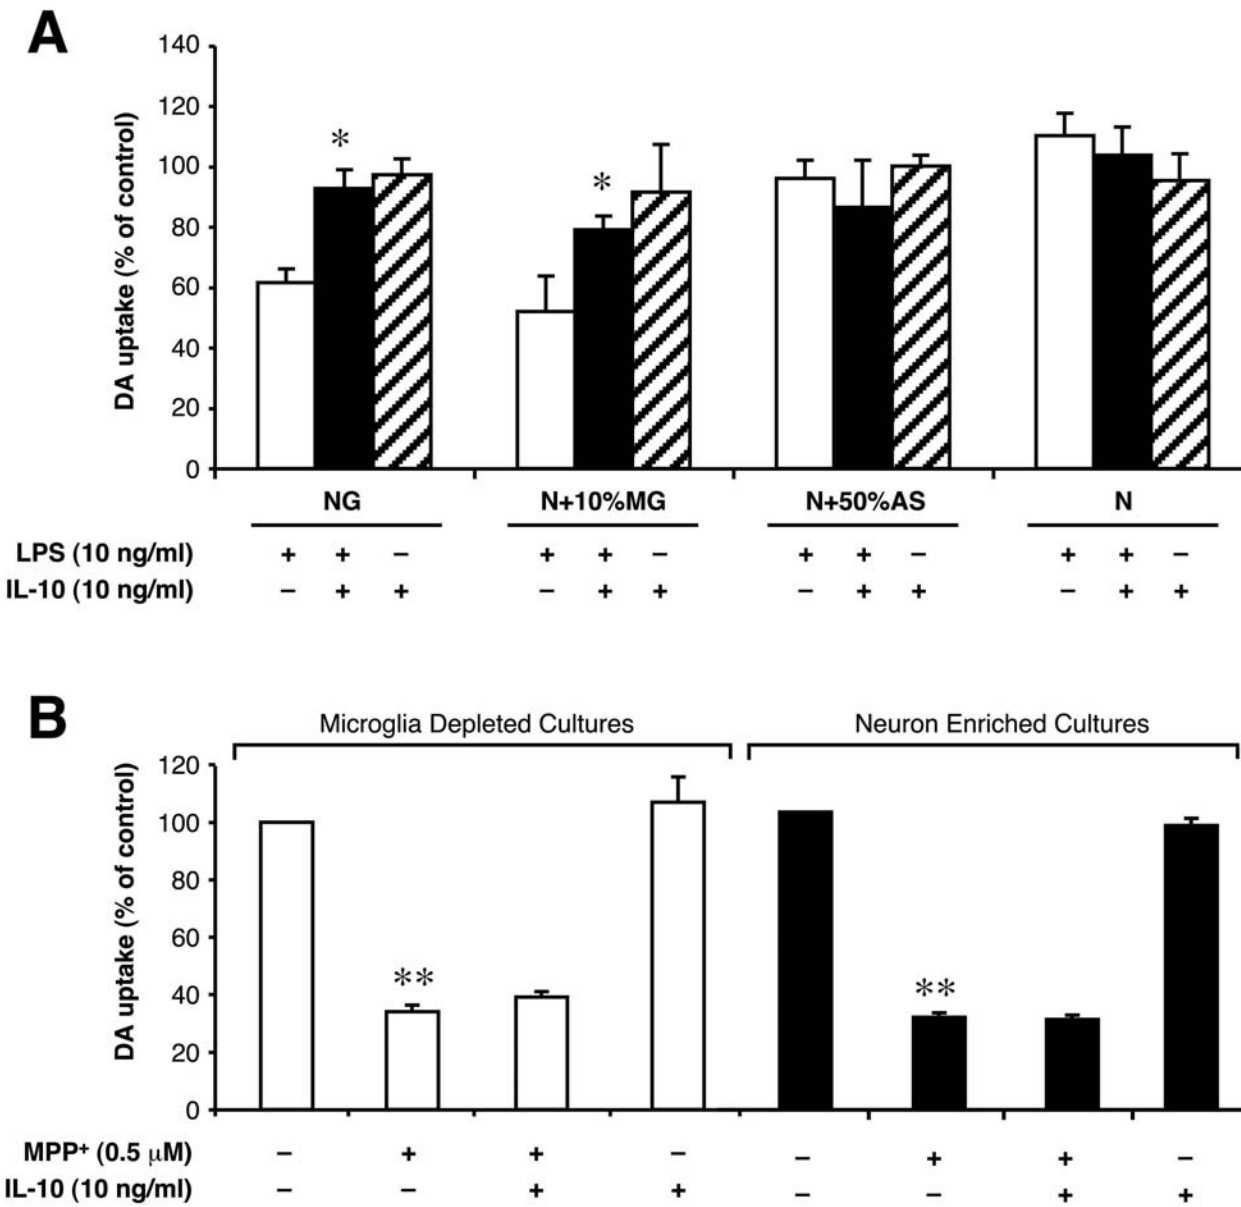 A
140
120
100
80
60
40
20
0
DA uptake (% of control)
*
*
NG N+10%MG N+50%AS N
LPS (10 ng/ml) + + − + + − + + − + + −
IL-10 (10 ng/ml) − + + − + + − + + − + +
B
Microglia Depleted Cultures Neuron Enriched Cultures
120
100
80
60
40
20
0
DA uptake (% of control)
**
**
MPP⁺ (0.5 μM) − + + − − + + −
IL-10 (10 ng/ml) − − + + − − + +